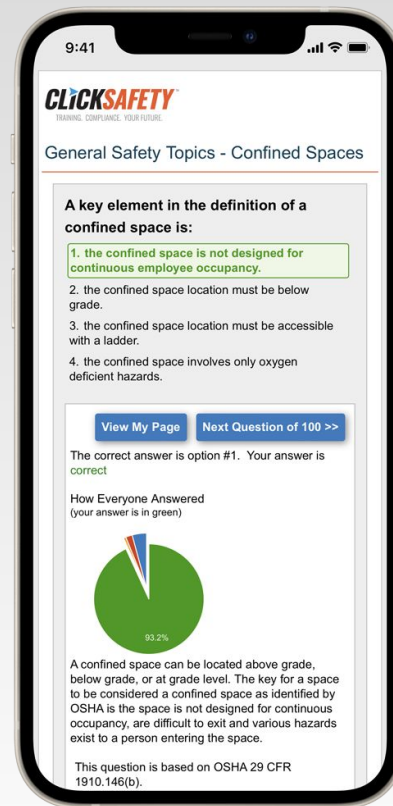 9:41
CLiCKSAFETY
TRAINING. COMPLIANCE. YOUR FUTURE.
General Safety Topics - Confined Spaces
A key element in the definition of a
confined space is:
1. the confined space is not designed for
continuous employee occupancy.
2. the confined space location must be below
grade.
3. the confined space location must be accessible
with a ladder.
4. the confined space involves only oxygen
deficient hazards.
View My Page
Next Question of 100 >>
The correct answer is option #1. Your answer is
correct
How Everyone Answered
(your answer is in green)
93.2%
A confined space can be located above grade,
below grade, or at grade level. The key for a space
to be considered a confined space as identified by
OSHA is the space is not designed for continuous
occupancy, are difficult to exit and various hazards
exist to a person entering the space.
This question is based on OSHA 29 CFR
1910.146(b).